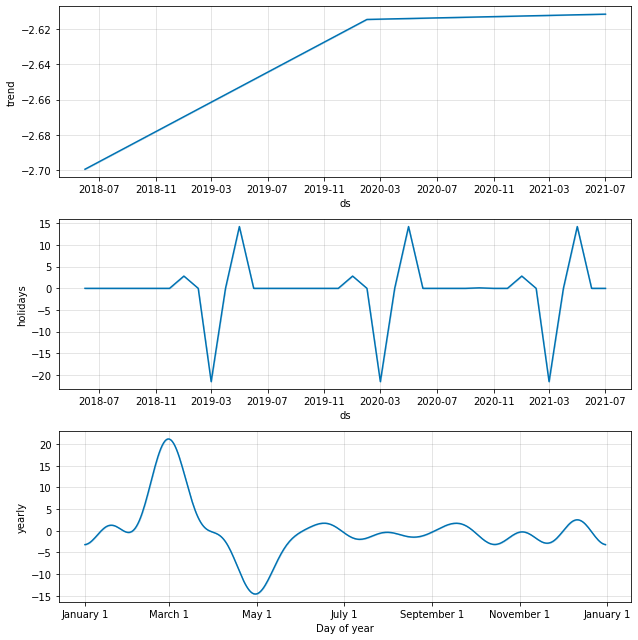 trend
−2.62
−2.64
−2.66
−2.68
−2.70
2018-07 2018-11 2019-03 2019-07 2019-11 2020-03 2020-07 2020-11 2021-03 2021-07
ds
holidays
15
10
5
0
−5
−10
−15
−20
2018-07 2018-11 2019-03 2019-07 2019-11 2020-03 2020-07 2020-11 2021-03 2021-07
ds
yearly
20
15
10
5
0
−5
−10
−15
January 1 March 1 May 1 July 1 September 1 November 1 January 1
Day of year